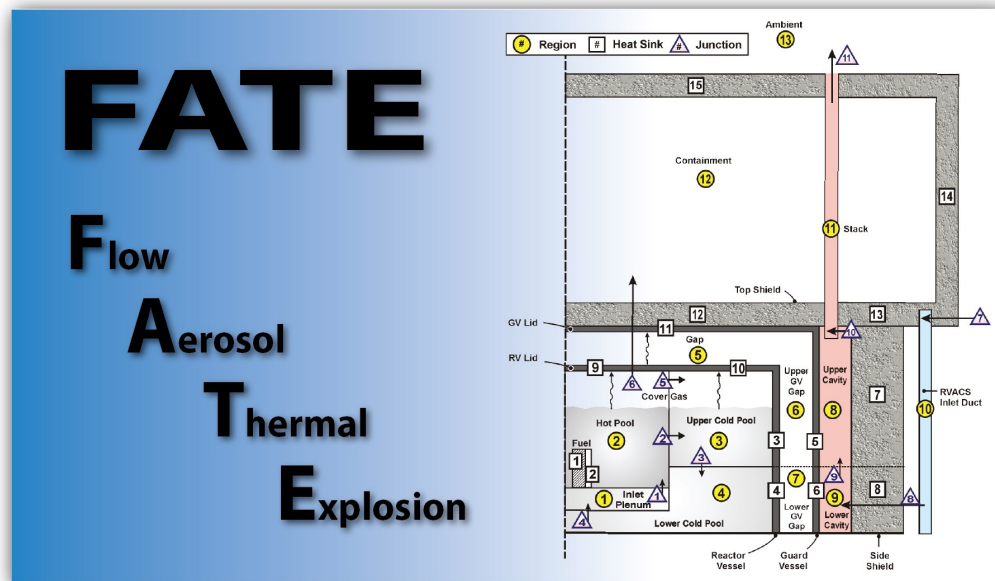 FATE
Flow
Aerosol
Thermal
Explosion
Ambient
13
# Region # Heat Sink # Junction
11
15
Containment
12
14
11 Stack
Top Shield
12
13
7
GV Lid
11
10
Gap
5
RV Lid
9
10
6
5
Cover Gas
Upper
GV
Gap
6
Upper
Cavity
8
7
RVACS
Inlet Duct
10
Hot Pool
2
Upper Cold Pool
3
2
3
3
5
Fuel
1
2
7
9
4
6
8
1
Inlet
Plenum
1
4
9
8
4
Lower Cold Pool
Lower
GV
Gap
Lower
Cavity
Reactor
Vessel
Guard
Vessel
Side
Shield